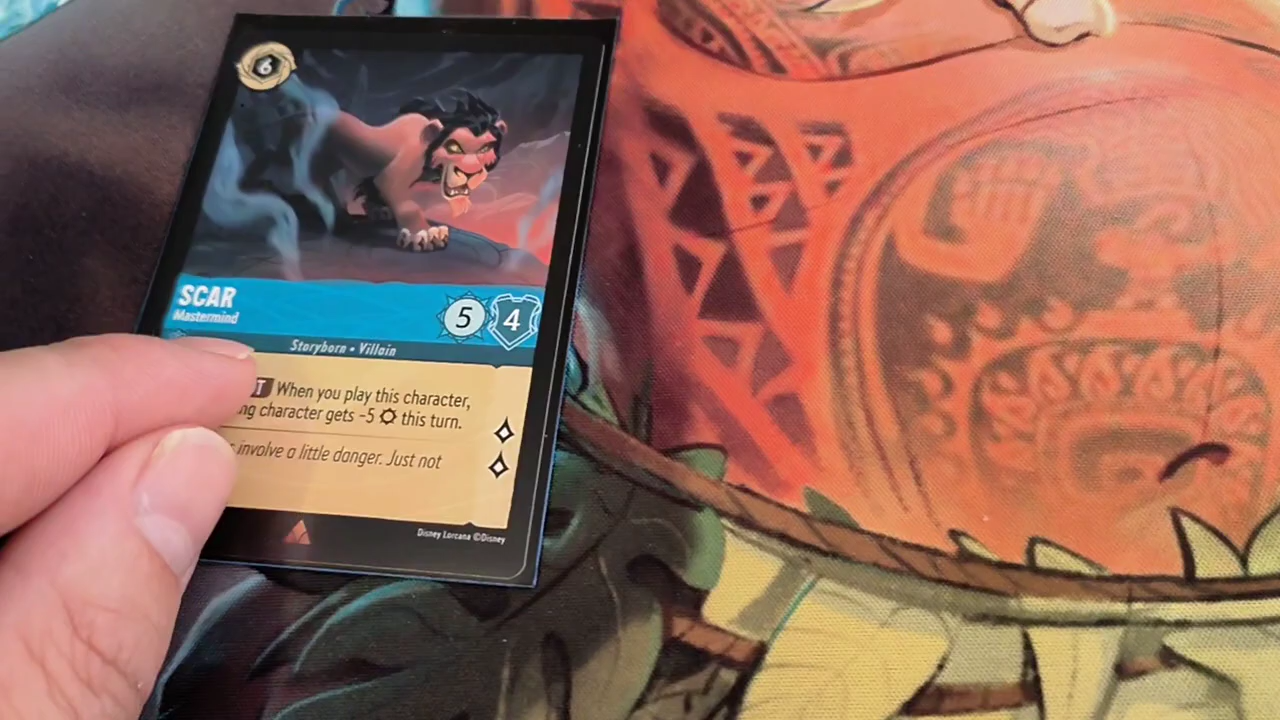 6
SCAR
Mastermind
5 4
Storyborn • Villain
T When you play this character,
ng character gets -5 this turn.
involve a little danger. Just not
Disney Lorcana ©Disney